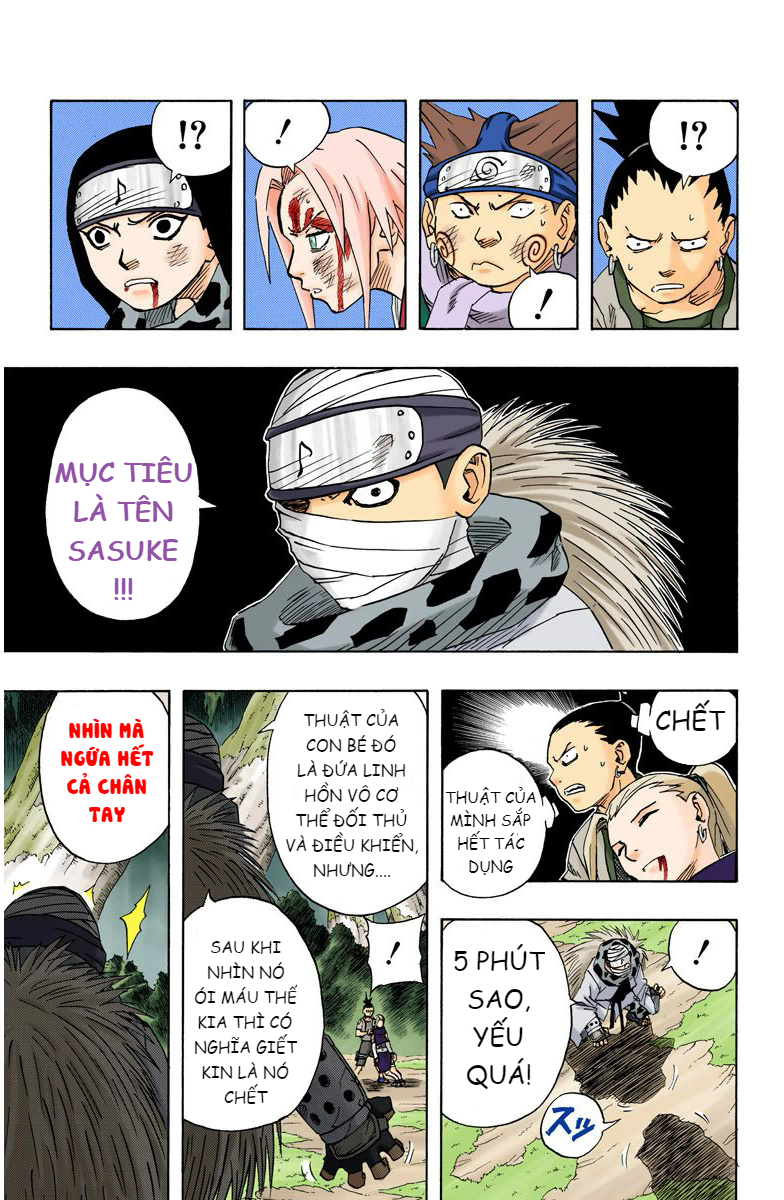 !?
!
!
!?
MỤC TIÊU
LÀ TÊN
SASUKE
!!!
CHẾT
THUẬT CỦA
MÌNH SẮP
HẾT TÁC
DỤNG
!
5 PHÚT
SAO,
YẾU
QUÁ!
スッ
THUẬT CỦA
CON BÉ ĐÓ
LÀ ĐỨA LINH
HỒN VÔ CƠ
THỂ ĐỐI THỦ
VÀ ĐIỀU KHIỂN,
NHƯNG....
!
SAU KHI
NHÌN NÓ
ÓI MÁU THẾ
KIA THÌ CÓ
NGHĨA GIẾT
KIN LÀ NÓ
CHẾT
NHÌN MÀ
NGỨA HẾT
CẢ CHÂN
TAY